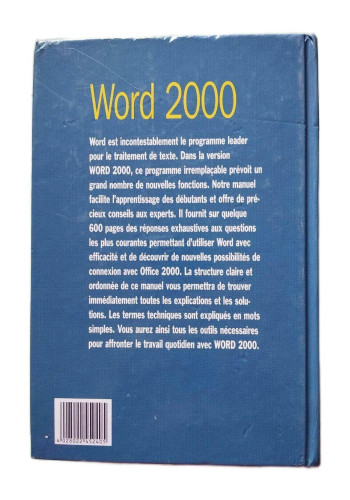 Word 2000
Word est incontestablement le programme leader
pour le traitement de texte. Dans la version
WORD 2000, ce programme irremplaçable prévoit un
grand nombre de nouvelles fonctions. Notre manuel
facilite l'apprentissage des débutants et offre de pré-
cieux conseils aux experts. Il fournit sur quelque
600 pages des réponses exhaustives aux questions
les plus courantes permettant d'utiliser Word avec
efficacité et de découvrir de nouvelles possibilités de
connexion avec Office 2000. La structure claire et
ordonnée de ce manuel vous permettra de trouver
immédiatement toutes les explications et les solu-
tions. Les termes techniques sont expliqués en mots
simples. Vous aurez ainsi tous les outils nécessaires
pour affronter le travail quotidien avec WORD 2000.